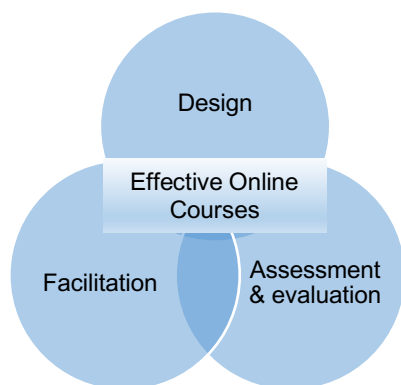 Design
Effective Online
Courses
Facilitation
Assessment
& evaluation